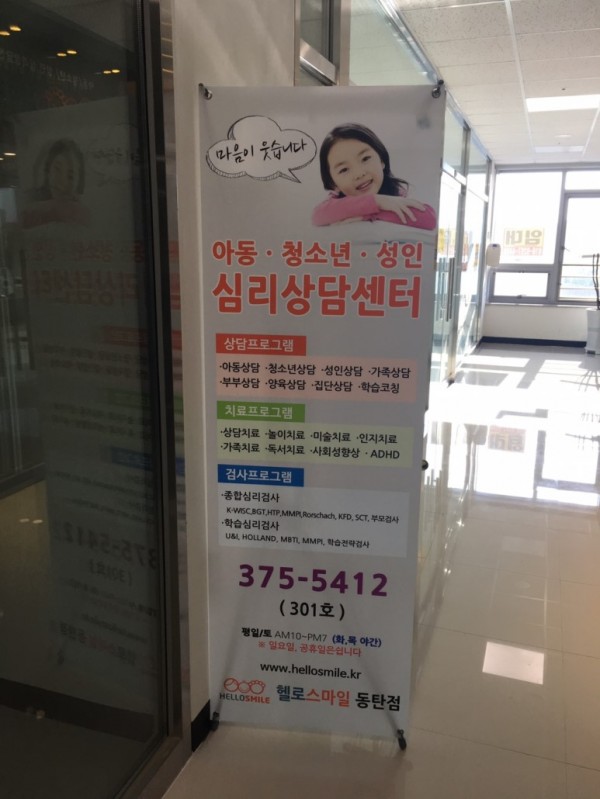 마음이 웃습니다
아동 · 청소년 · 성인
심리상담센터
상담프로그램
·아동상담 ·청소년상담 ·성인상담 ·가족상담
·부부상담 ·양육상담 ·집단상담 ·학습코칭
치료프로그램
·상담치료 ·놀이치료 ·미술치료 ·인지치료
·가족치료 ·독서치료 ·사회성향상 · ADHD
검사프로그램
·종합심리검사
K-WISC,BGT,HTP,MMPI,Rorschach, KFD, SCT, 부모검사
·학습심리검사
U&I, HOLLAND, MBTI, MMPI, 학습전략검사
375-5412
( 301호 )
평일/토 AM10~PM7 (화,목 야간)
※ 일요일, 공휴일은쉽니다
www.hellosmile.kr
HELLOSMILE 헬로스마일 동탄점
임대